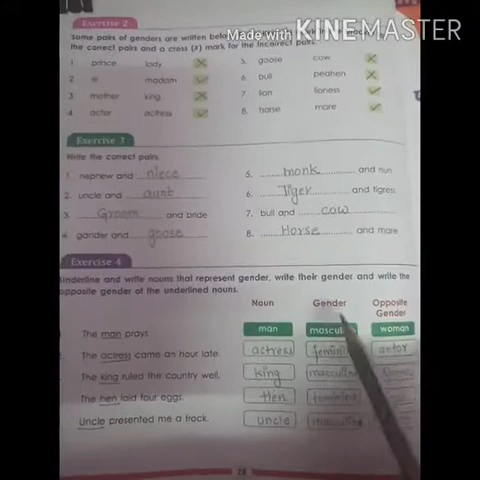 Made with KINEMASTER
Exercise 2
Some pairs of genders are written
the correct pairs and a cross (X) mark for the incorrect pairs.
1 prince lady X
2 sir madam ✓
3 mother king X
4 actor actress ✓
5. goose cow X
6. bull peahen X
7. lion lioness ✓
8. horse mare ✓
Exercise 3
Write the correct pairs.
1. nephew and niece
2. uncle and aunt
3. Groom and bride
4. gander and goose
5. monk and nun
6. Tiger and tigress
7. bull and cow
8. Horse and mare
Exercise 4
Underline and write nouns that represent gender, write their gender and write the
opposite gender of the underlined nouns.
Noun Gender Opposite
Gender
The man prays man woman
The actress came an hour late. actress actor
The king ruled the country well. king
The hen laid four eggs. Hen feminine
Uncle presented me a frock. uncle masculine
28